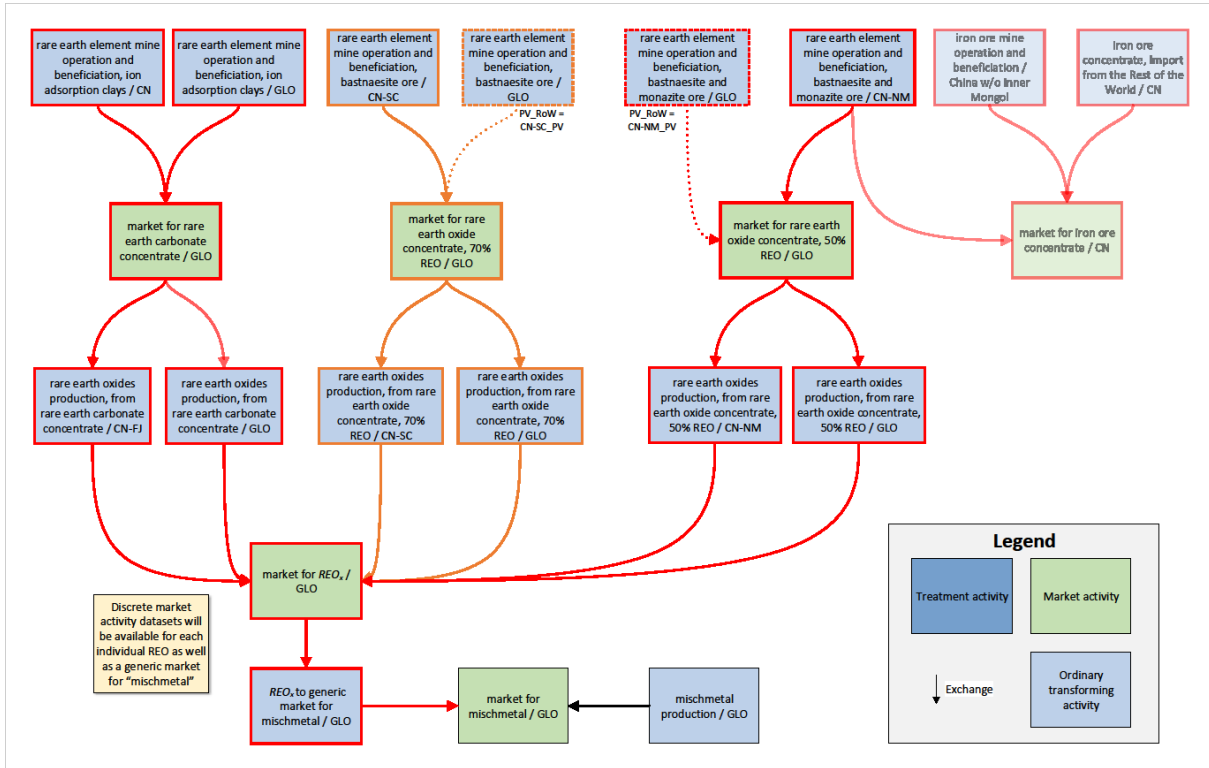 rare earth element mine
operation and
beneficiation, ion
adsorption clays / CN
rare earth element mine
operation and
beneficiation, ion
adsorption clays / GLO
rare earth element
mine operation and
beneficiation,
bastnaesite ore /
CN-SC
rare earth element
mine operation and
beneficiation,
bastnaesite ore /
GLO
rare earth element
mine operation and
beneficiation,
bastnaesite and
monazite ore / GLO
rare earth element
mine operation and
beneficiation,
bastnaesite and
monazite ore / CN-NM
iron ore mine
operation and
beneficiation /
China w/o Inner
Mongol
Iron ore
concentrate, Import
from the Rest of the
World / CN
PV_RoW =
CN-SC_PV
PV_RoW =
CN-NM_PV
market for rare
earth carbonate
concentrate / GLO
market for rare
earth oxide
concentrate, 70%
REO / GLO
market for rare earth
oxide concentrate, 50%
REO / GLO
market for iron ore
concentrate / CN
rare earth oxides
production, from
rare earth carbonate
concentrate / CN-FJ
rare earth oxides
production, from
rare earth carbonate
concentrate / GLO
rare earth oxides
production, from rare
earth oxide
concentrate, 70%
REO / CN-SC
rare earth oxides
production, from rare
earth oxide
concentrate, 70%
REO / GLO
rare earth oxides
production, from rare
earth oxide concentrate,
50% REO / CN-NM
rare earth oxides
production, from rare
earth oxide concentrate,
50% REO / GLO
market for REOₓ /
GLO
Discrete market
activity datasets will
be available for each
individual REO as well
as a generic market
for “mischmetal”
REOₓ to generic
market for
mischmetal / GLO
market for
mischmetal / GLO
mischmetal
production / GLO
Legend
Treatment activity
Market activity
Exchange
Ordinary
transforming
activity